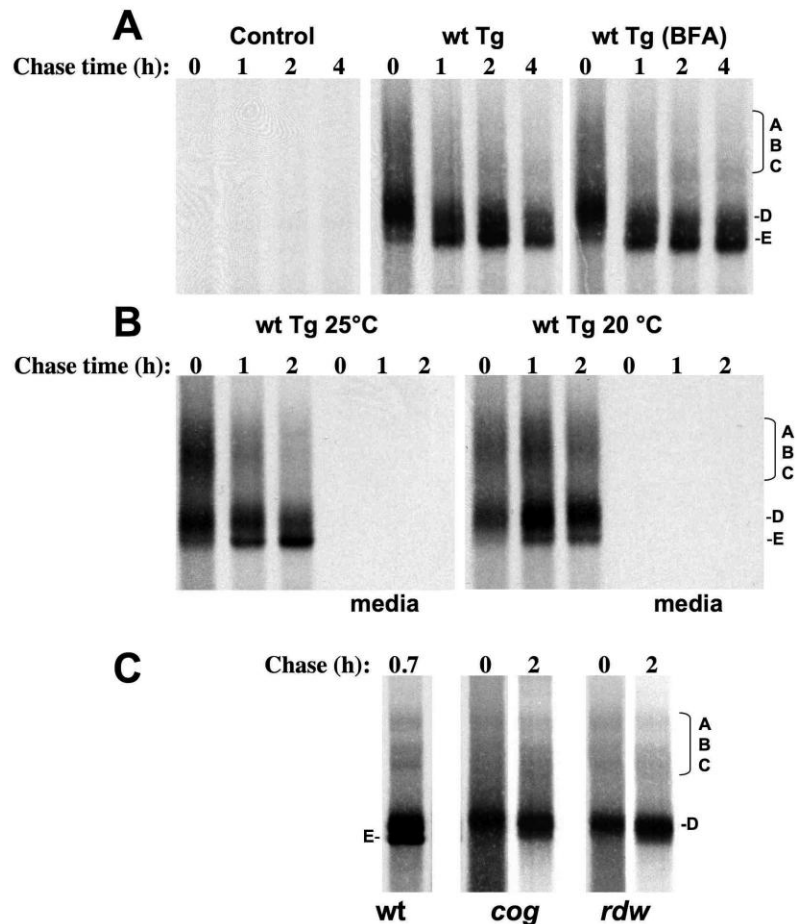 A
Control wt Tg wt Tg (BFA)
Chase time (h): 0 1 2 4 0 1 2 4 0 1 2 4
A
B
C
-D
-E
B
wt Tg 25°C wt Tg 20 °C
Chase time (h): 0 1 2 0 1 2 0 1 2 0 1 2
A
B
C
-D
-E
media media
C
Chase (h): 0.7 0 2 0 2
A
B
C
-D
E-
wt cog rdw